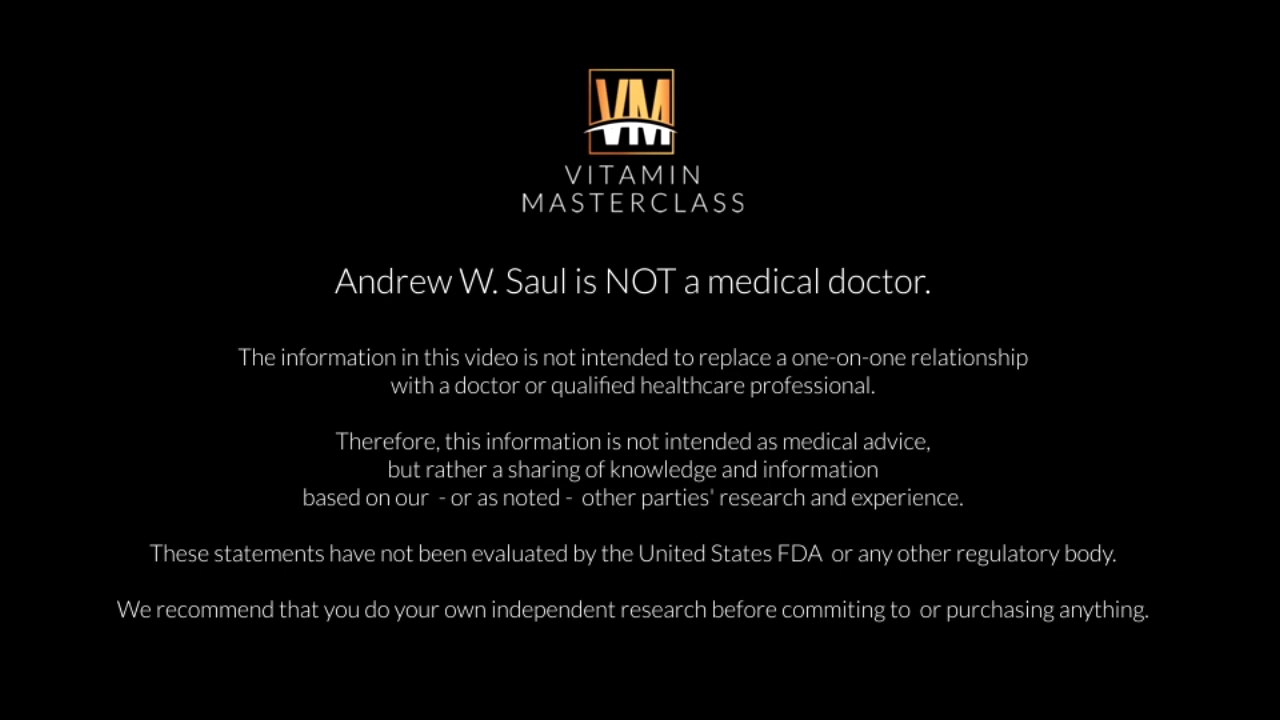 VM
VITAMIN
MASTERCLASS
Andrew W. Saul is NOT a medical doctor.
The information in this video is not intended to replace a one-on-one relationship
with a doctor or qualified healthcare professional.
Therefore, this information is not intended as medical advice,
but rather a sharing of knowledge and information
based on our - or as noted - other parties' research and experience.
These statements have not been evaluated by the United States FDA or any other regulatory body.
We recommend that you do your own independent research before commiting to or purchasing anything.